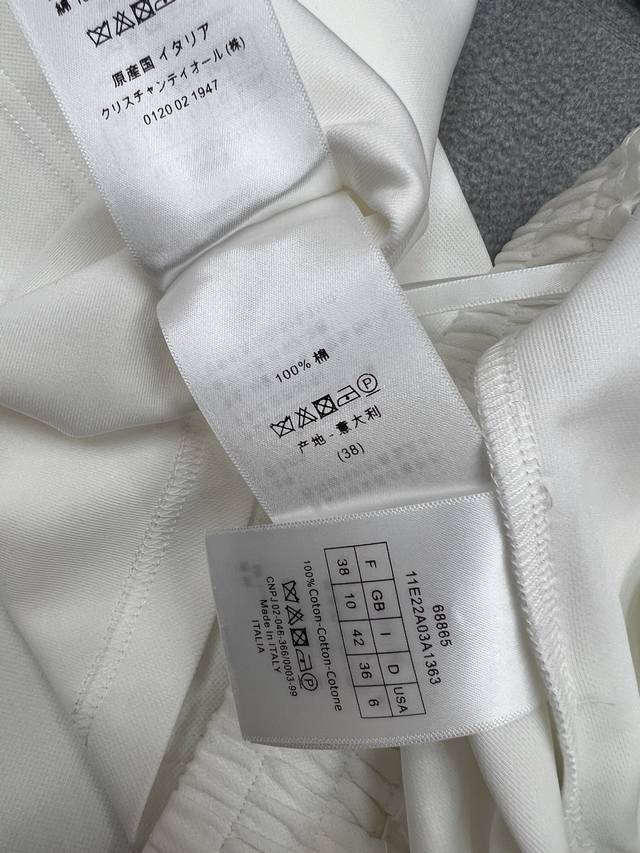 原産国 イタリア
クリスチャンディオール(株)
0120 02 1947
100% 棉
产地 - 意大利
(38)
68865
11E22A03A1363
F GB I D USA
38 10 42 36 6
100%Coton-Cotton-Cotone
CNPJ 02-046-366/0003-99
Made in ITALY
ITALIA